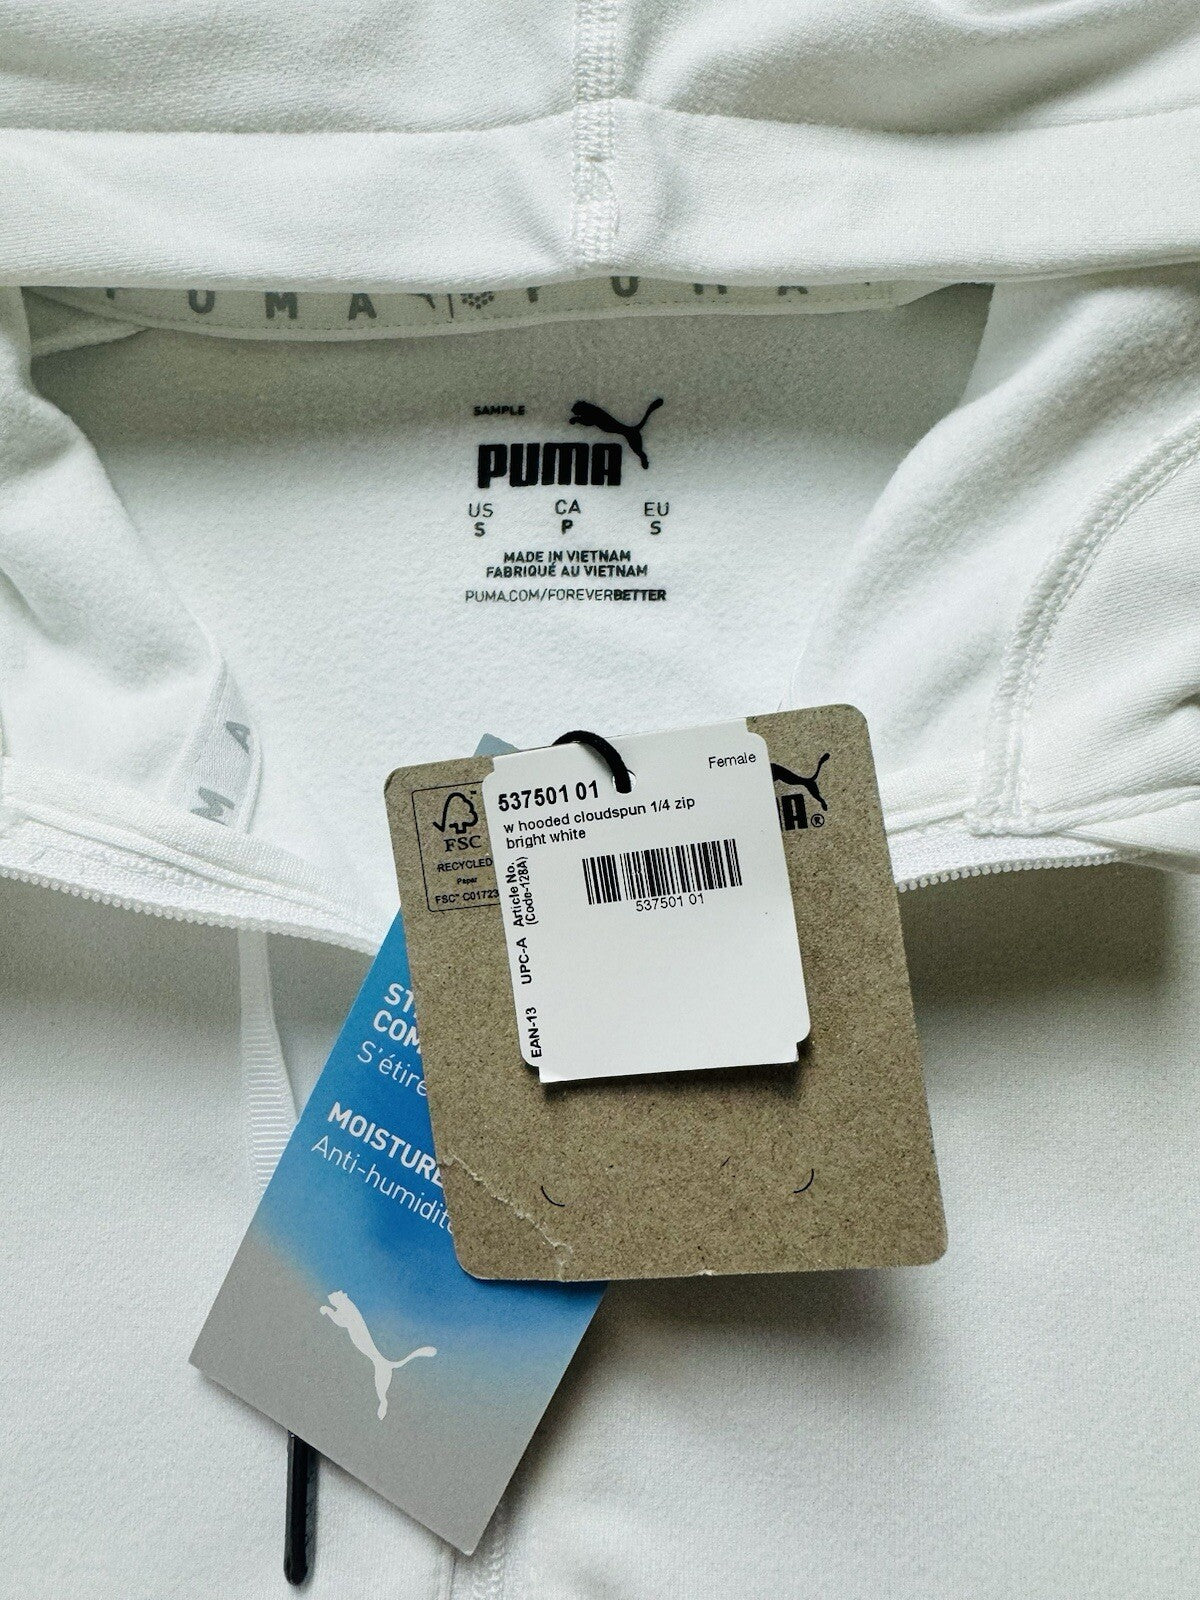 PUMA
SAMPLE
PUMA
US CA EU
S P S
MADE IN VIETNAM
FABRIQUÉ AU VIETNAM
PUMA.COM/FOREVERBETTER
Female
537501 01
w hooded cloudspun 1/4 zip
bright white
537501 01
Article No.
(Code-128A)
UPC-A
EAN-13
FSC
RECYCLED
Paper
S'étire
MOISTURE
Anti-humidité